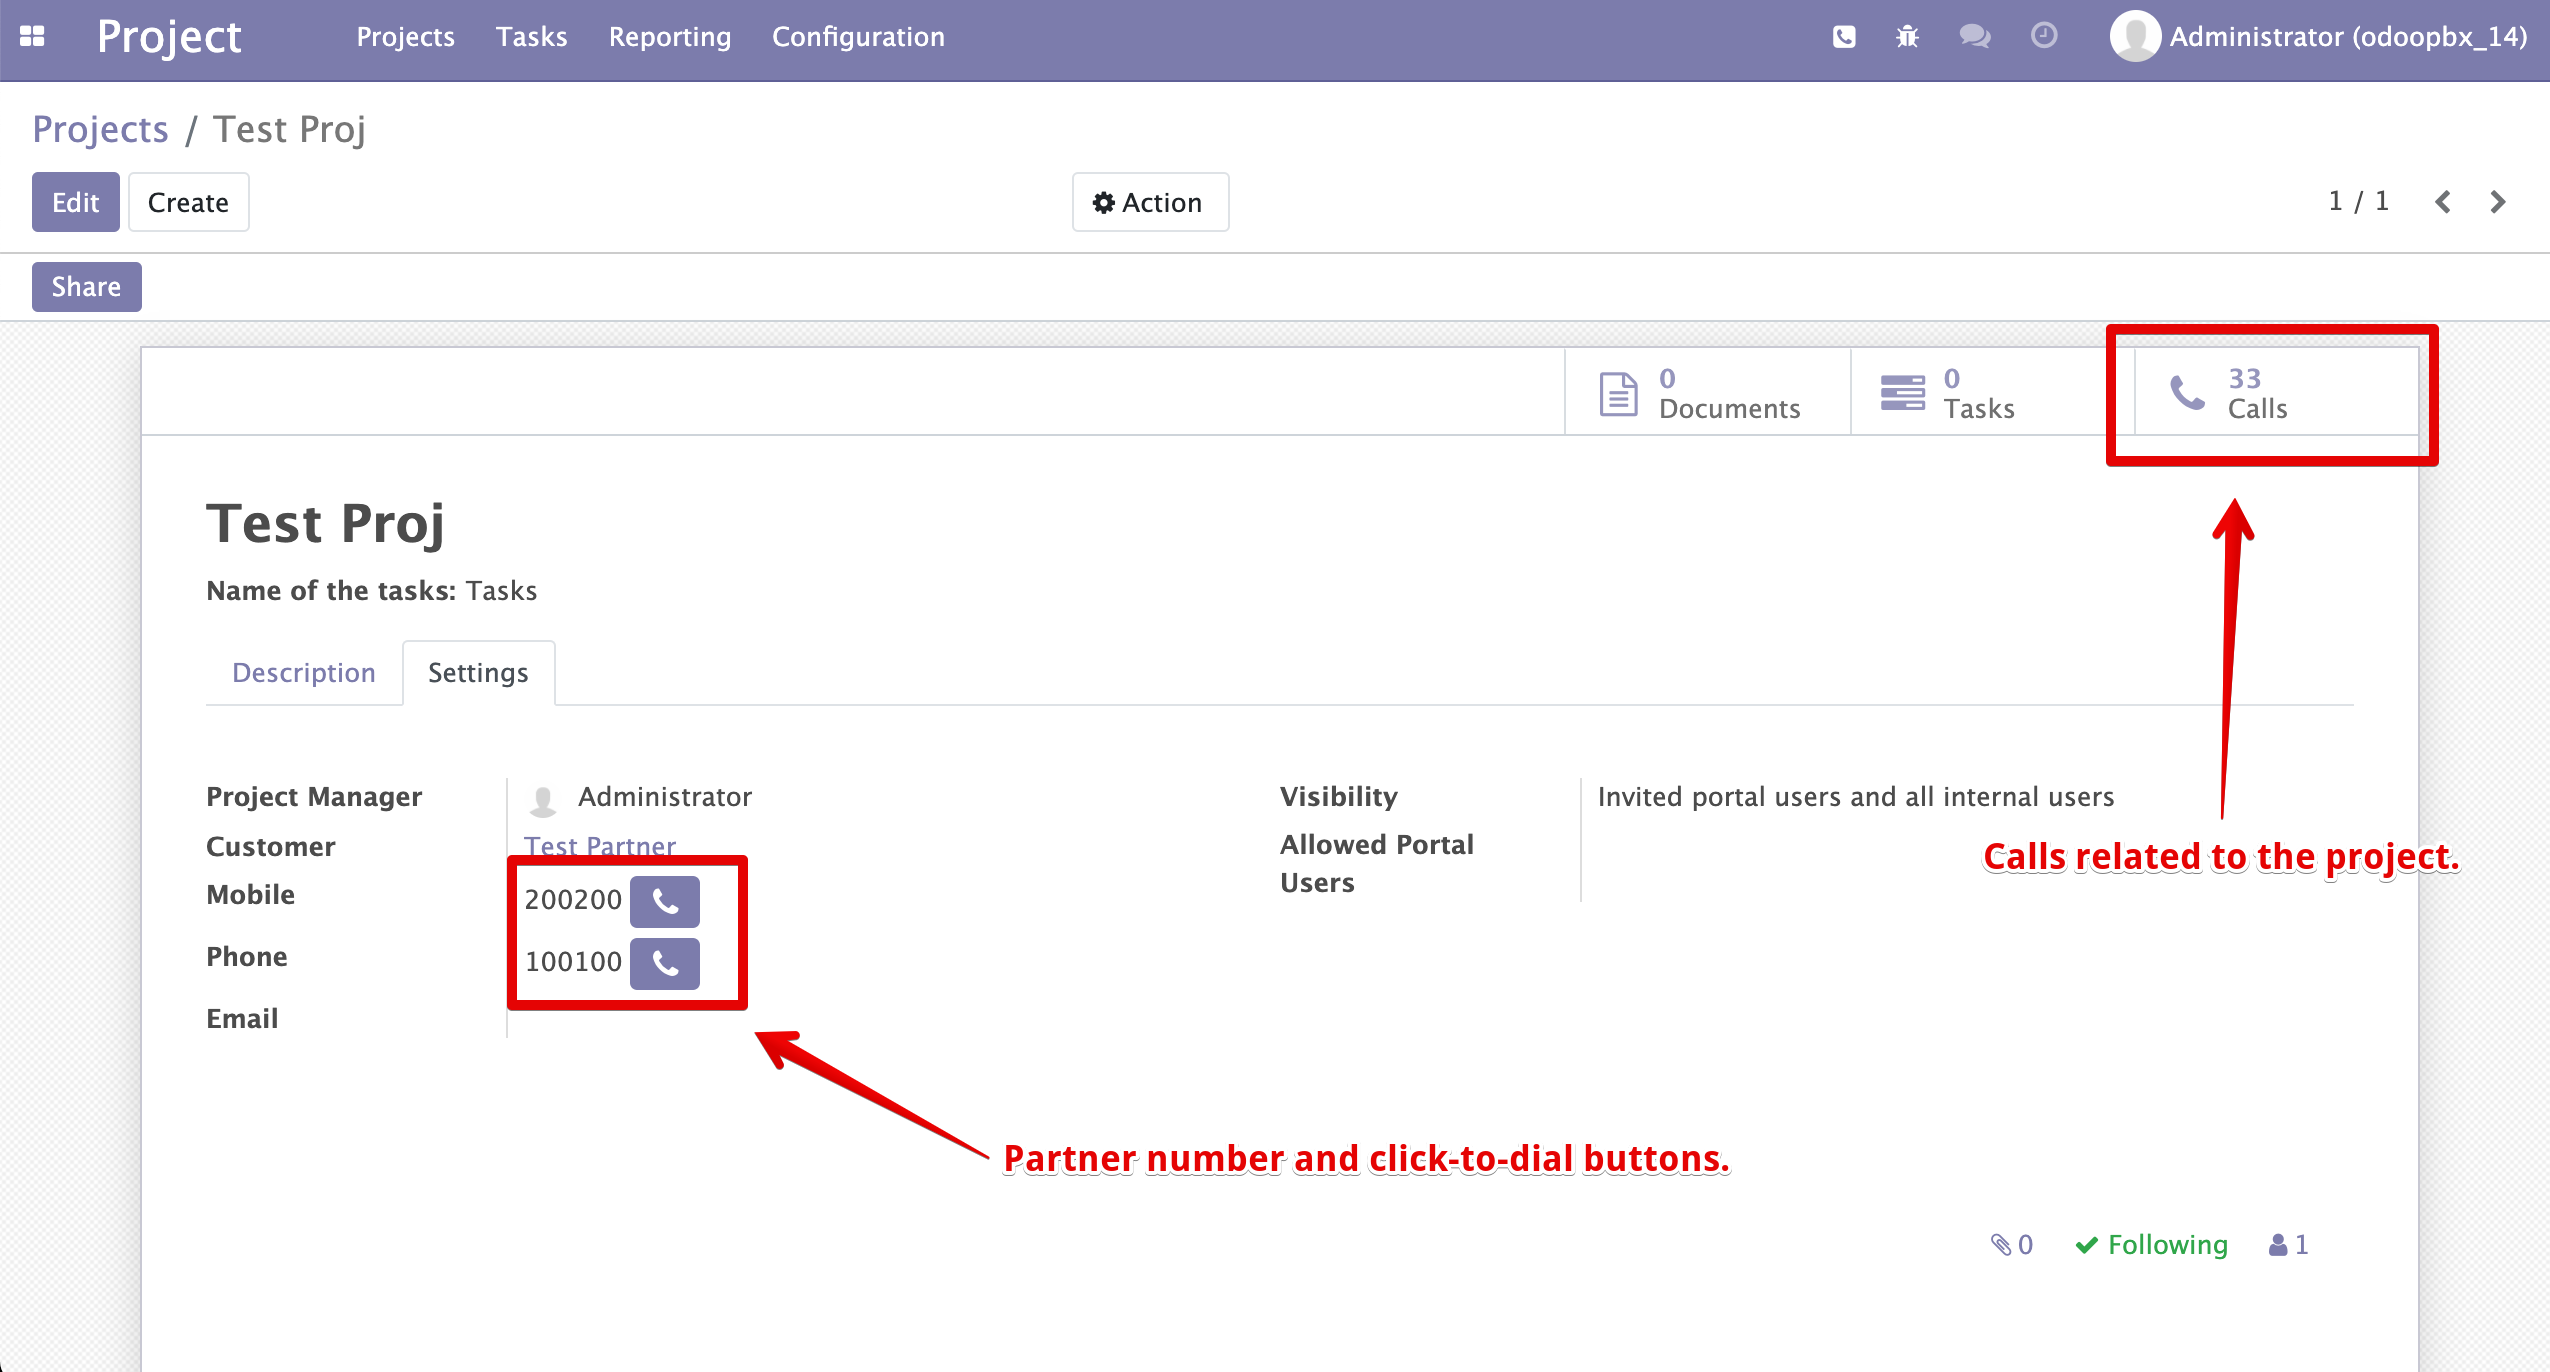 Project Projects Tasks Reporting Configuration Administrator (odoopbx_14)
Projects / Test Proj
Edit Create Action 1 / 1
Share
0 Documents
0 Tasks
33 Calls
Test Proj
Name of the tasks: Tasks
Description Settings
Project Manager Administrator
Customer Test Partner
Mobile 200200
Phone 100100
Email
Visibility Invited portal users and all internal users
Allowed Portal
Users
Calls related to the project.
Partner number and click-to-dial buttons.
0 Following 1